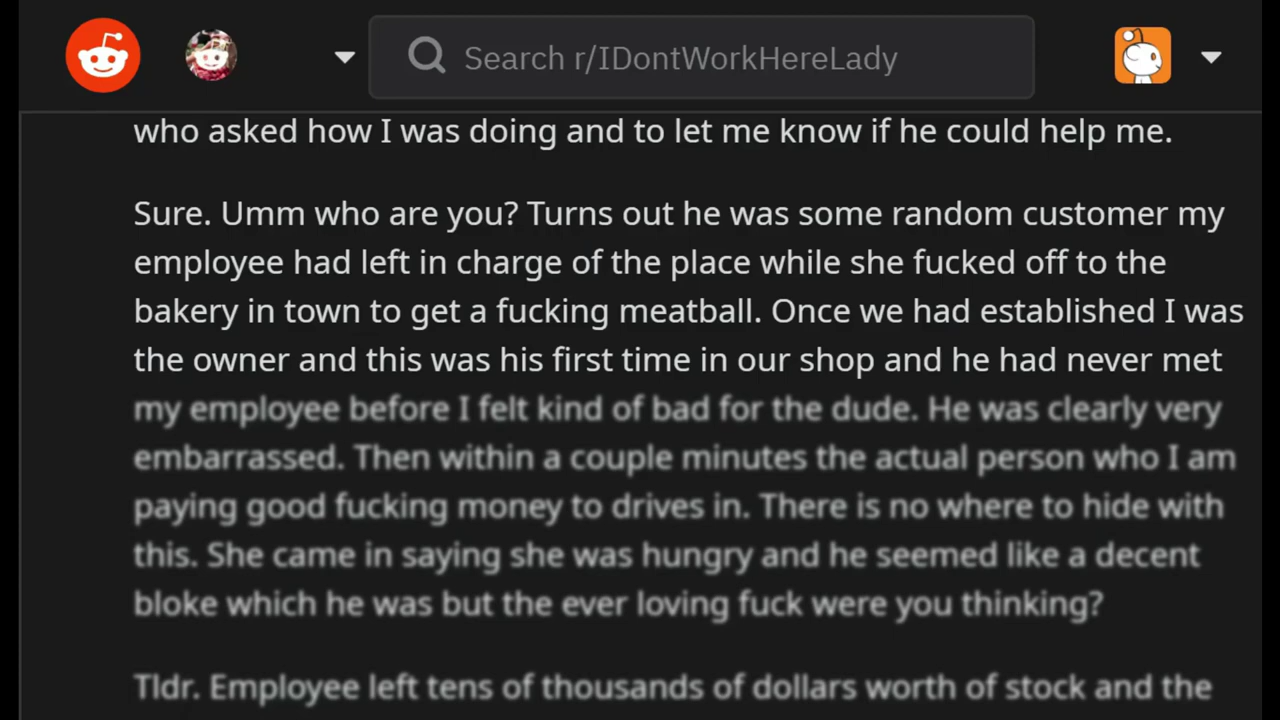 Search r/IDontWorkHereLady
who asked how I was doing and to let me know if he could help me.
Sure. Umm who are you? Turns out he was some random customer my
employee had left in charge of the place while she fucked off to the
bakery in town to get a fucking meatball. Once we had established I was
the owner and this was his first time in our shop and he had never met
my employee before I felt kind of bad for the dude. He was clearly very
embarrassed. Then within a couple minutes the actual person who I am
paying good fucking money to drives in. There is no where to hide with
this. She came in saying she was hungry and he seemed like a decent
bloke which he was but the ever loving fuck were you thinking?
Tldr. Employee left tens of thousands of dollars worth of stock and the